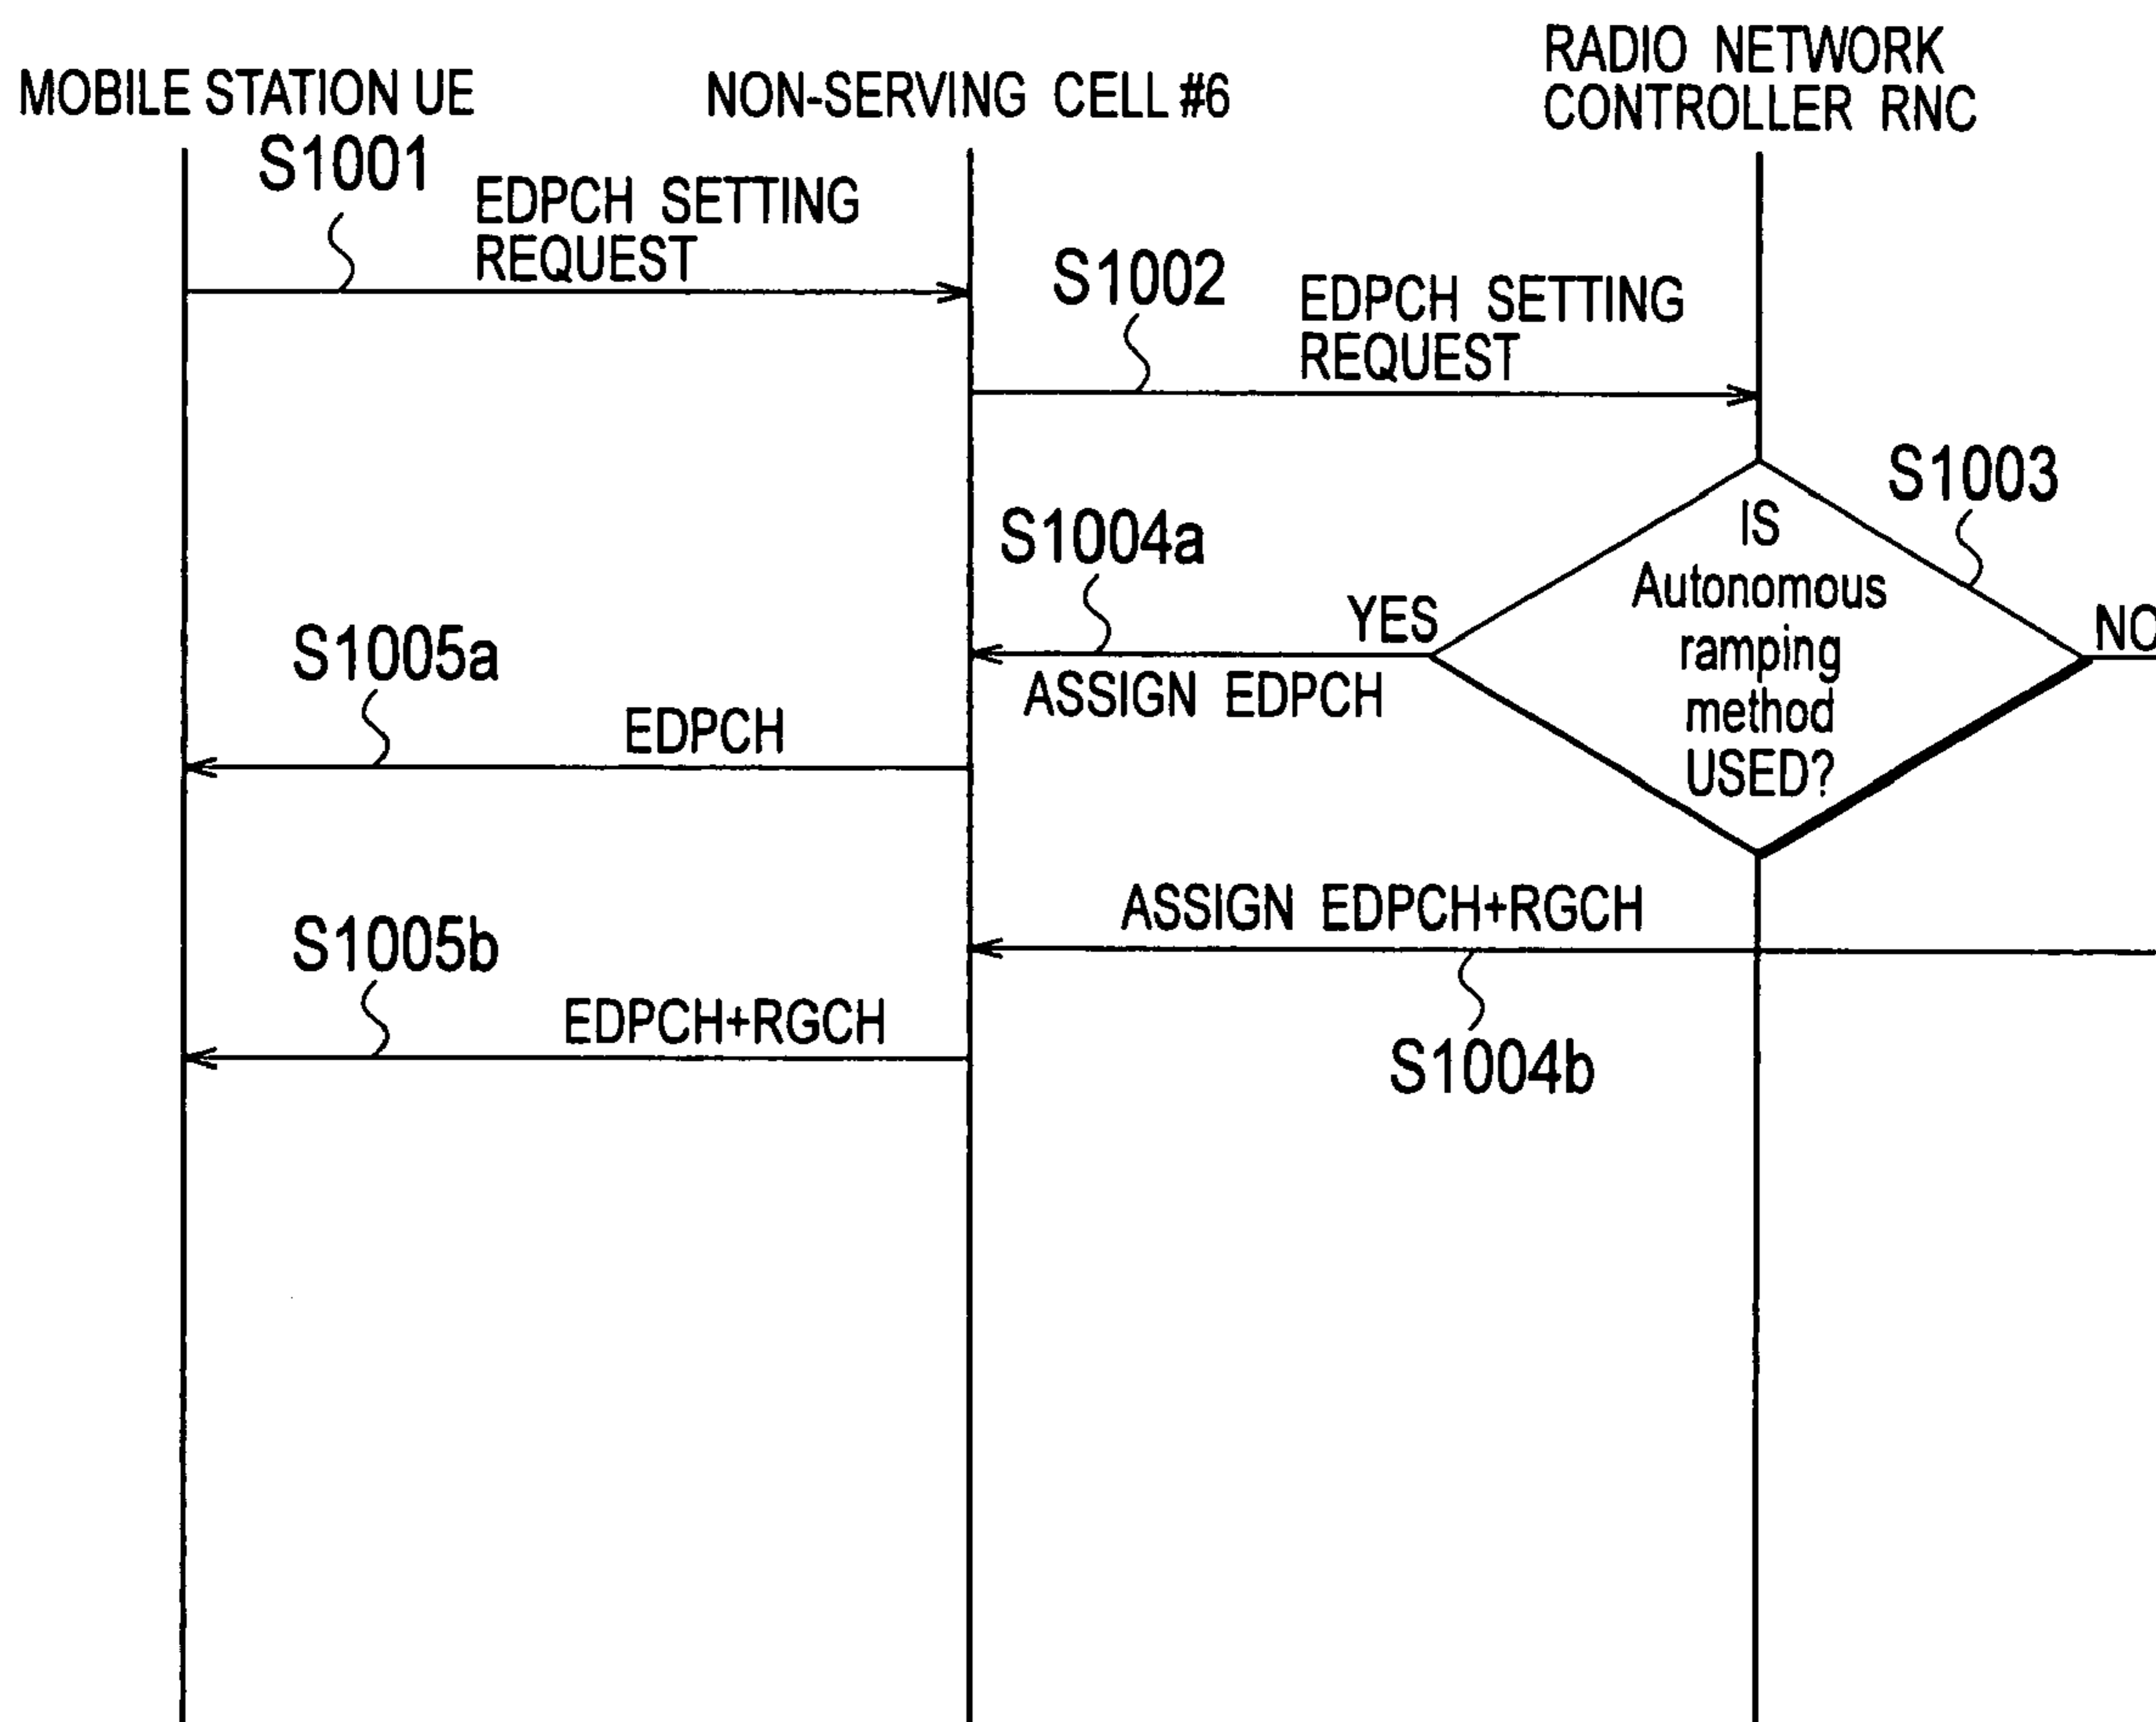 MOBILE STATION UE
NON-SERVING CELL #6
RADIO NETWORK
CONTROLLER RNC
S1001
EDPCH SETTING
REQUEST
S1002
EDPCH SETTING
REQUEST
S1003
IS
Autonomous
ramping
method
USED?
YES
NO
S1004a
ASSIGN EDPCH
S1005a
EDPCH
ASSIGN EDPCH+RGCH
S1004b
S1005b
EDPCH+RGCH